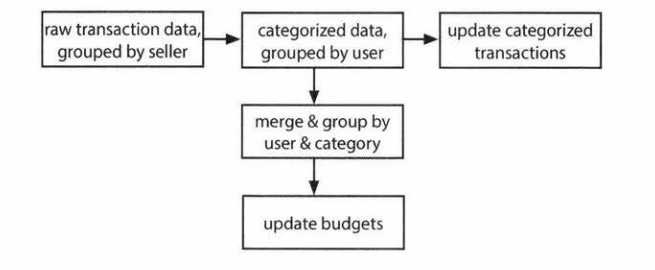 raw transaction data,
grouped by seller
categorized data,
grouped by user
update categorized
transactions
merge & group by
user & category
update budgets